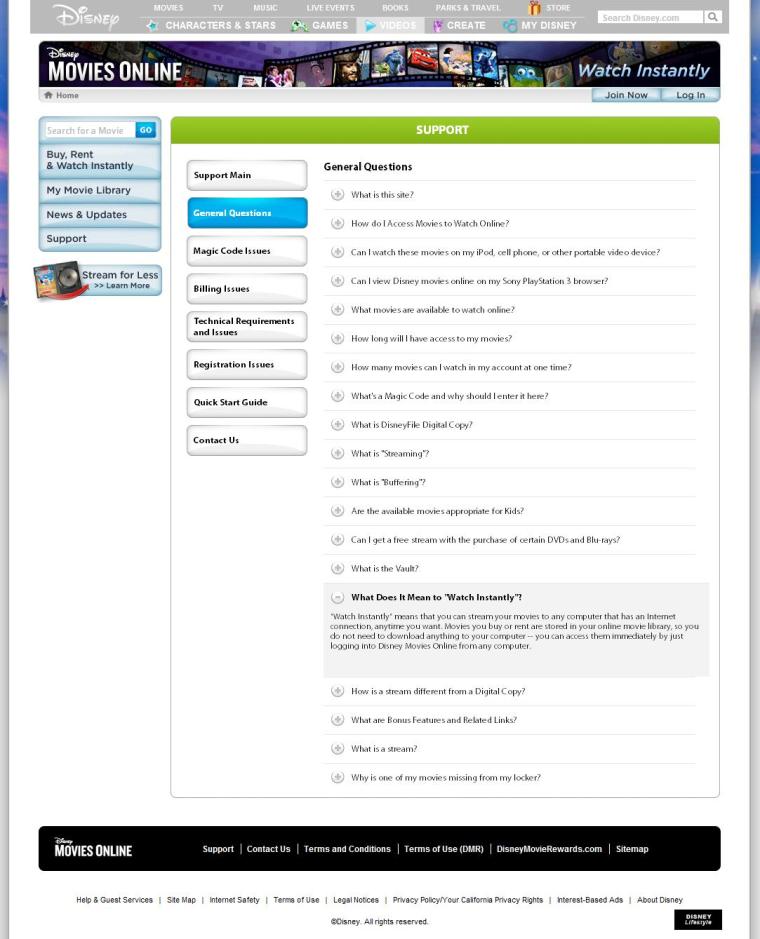 Disney
MOVIES TV MUSIC LIVE EVENTS BOOKS PARKS & TRAVEL STORE
CHARACTERS & STARS GAMES VIDEOS CREATE MY DISNEY
Search Disney.com
Disney
MOVIES ONLINE
Watch Instantly
Home
Join Now Log In
Search for a Movie GO
Buy, Rent
& Watch Instantly
My Movie Library
News & Updates
Support
Stream for Less
>> Learn More
SUPPORT
Support Main
General Questions
Magic Code Issues
Billing Issues
Technical Requirements
and Issues
Registration Issues
Quick Start Guide
Contact Us
General Questions
What is this site?
How do I Access Movies to Watch Online?
Can I watch these movies on my iPod, cell phone, or other portable video device?
Can I view Disney movies online on my Sony PlayStation 3 browser?
What movies are available to watch online?
How long will I have access to my movies?
How many movies can I watch in my account at one time?
What's a Magic Code and why should I enter it here?
What is DisneyFile Digital Copy?
What is "Streaming"?
What is "Buffering"?
Are the available movies appropriate for Kids?
Can I get a free stream with the purchase of certain DVDs and Blu-rays?
What is the Vault?
What Does It Mean to "Watch Instantly"?
"Watch Instantly" means that you can stream your movies to any computer that has an Internet
connection, anytime you want. Movies you buy or rent are stored in your online movie library, so you
do not need to download anything to your computer -- you can access them immediately by just
logging into Disney Movies Online from any computer.
How is a stream different from a Digital Copy?
What are Bonus Features and Related Links?
What is a stream?
Why is one of my movies missing from my locker?
Disney
MOVIES ONLINE
Support | Contact Us | Terms and Conditions | Terms of Use (DMR) | DisneyMovieRewards.com | Sitemap
Help & Guest Services | Site Map | Internet Safety | Terms of Use | Legal Notices | Privacy Policy/Your California Privacy Rights | Interest-Based Ads | About Disney
©Disney. All rights reserved.
DISNEY
Lifestyle